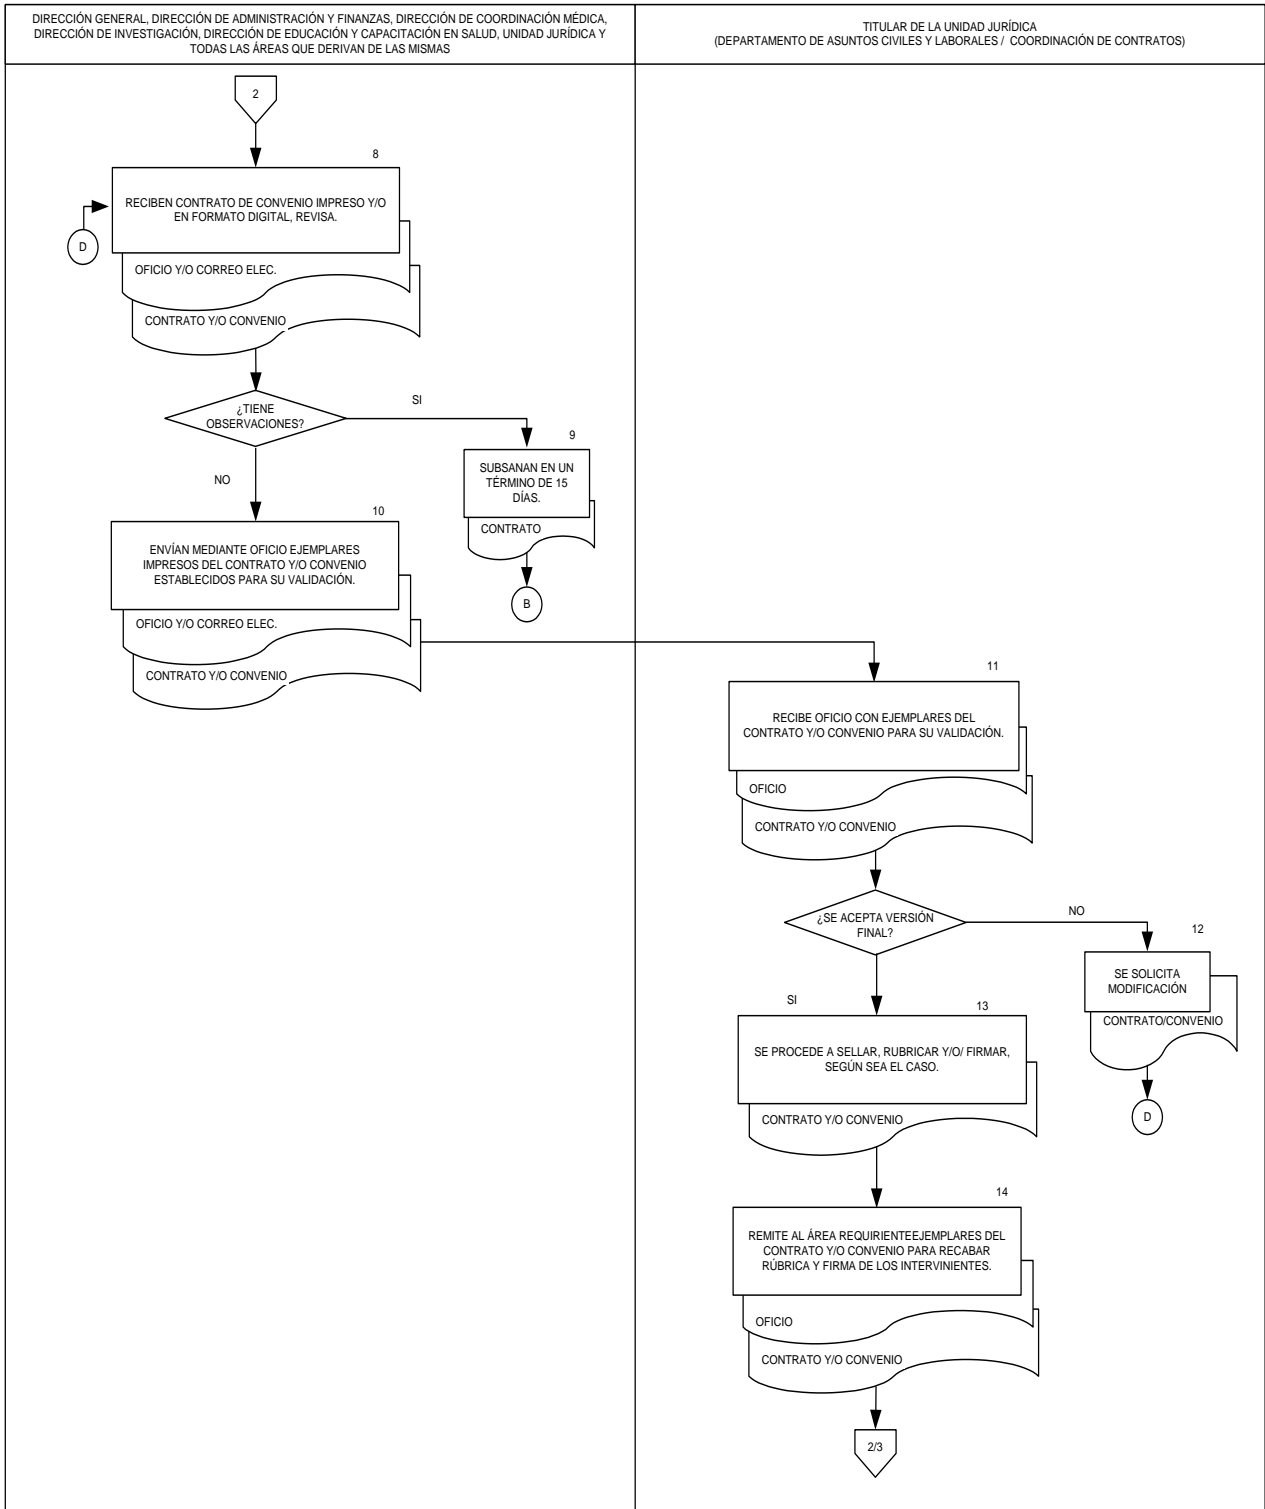 DIRECCIÓN GENERAL, DIRECCIÓN DE ADMINISTRACIÓN Y FINANZAS, DIRECCIÓN DE COORDINACIÓN MÉDICA,
DIRECCIÓN DE INVESTIGACIÓN, DIRECCIÓN DE EDUCACIÓN Y CAPACITACIÓN EN SALUD, UNIDAD JURÍDICA Y
TODAS LAS ÁREAS QUE DERIVAN DE LAS MISMAS
TITULAR DE LA UNIDAD JURÍDICA
(DEPARTAMENTO DE ASUNTOS CIVILES Y LABORALES / COORDINACIÓN DE CONTRATOS)
2
8
RECIBEN CONTRATO DE CONVENIO IMPRESO Y/O
EN FORMATO DIGITAL, REVISA.
D
OFICIO Y/O CORREO ELEC.
CONTRATO Y/O CONVENIO
¿TIENE
OBSERVACIONES?
SI
NO
9
SUBSANAN EN UN
TÉRMINO DE 15
DÍAS.
CONTRATO
B
10
ENVÍAN MEDIANTE OFICIO EJEMPLARES
IMPRESOS DEL CONTRATO Y/O CONVENIO
ESTABLECIDOS PARA SU VALIDACIÓN.
OFICIO Y/O CORREO ELEC.
CONTRATO Y/O CONVENIO
11
RECIBE OFICIO CON EJEMPLARES DEL
CONTRATO Y/O CONVENIO PARA SU VALIDACIÓN.
OFICIO
CONTRATO Y/O CONVENIO
¿SE ACEPTA VERSIÓN
FINAL?
NO
SI
12
SE SOLICITA
MODIFICACIÓN
CONTRATO/CONVENIO
D
13
SE PROCEDE A SELLAR, RUBRICAR Y/O/ FIRMAR,
SEGÚN SEA EL CASO.
CONTRATO Y/O CONVENIO
14
REMITE AL ÁREA REQUIRIENTEEJEMPLARES DEL
CONTRATO Y/O CONVENIO PARA RECABAR
RÚBRICA Y FIRMA DE LOS INTERVINIENTES.
OFICIO
CONTRATO Y/O CONVENIO
2/3